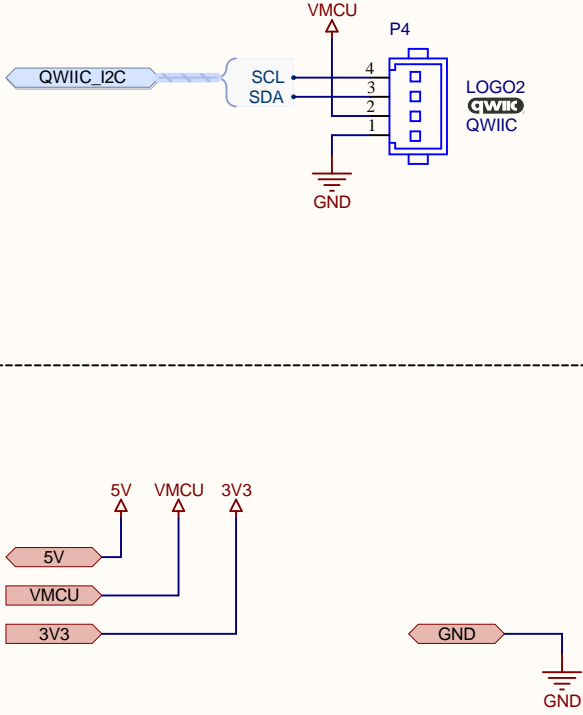 VMCU
P4
QWIIC_I2C
SCL
SDA
4
3
2
1
LOGO2
qwiic
QWIIC
GND
5V VMCU 3V3
5V
VMCU
3V3
GND
GND